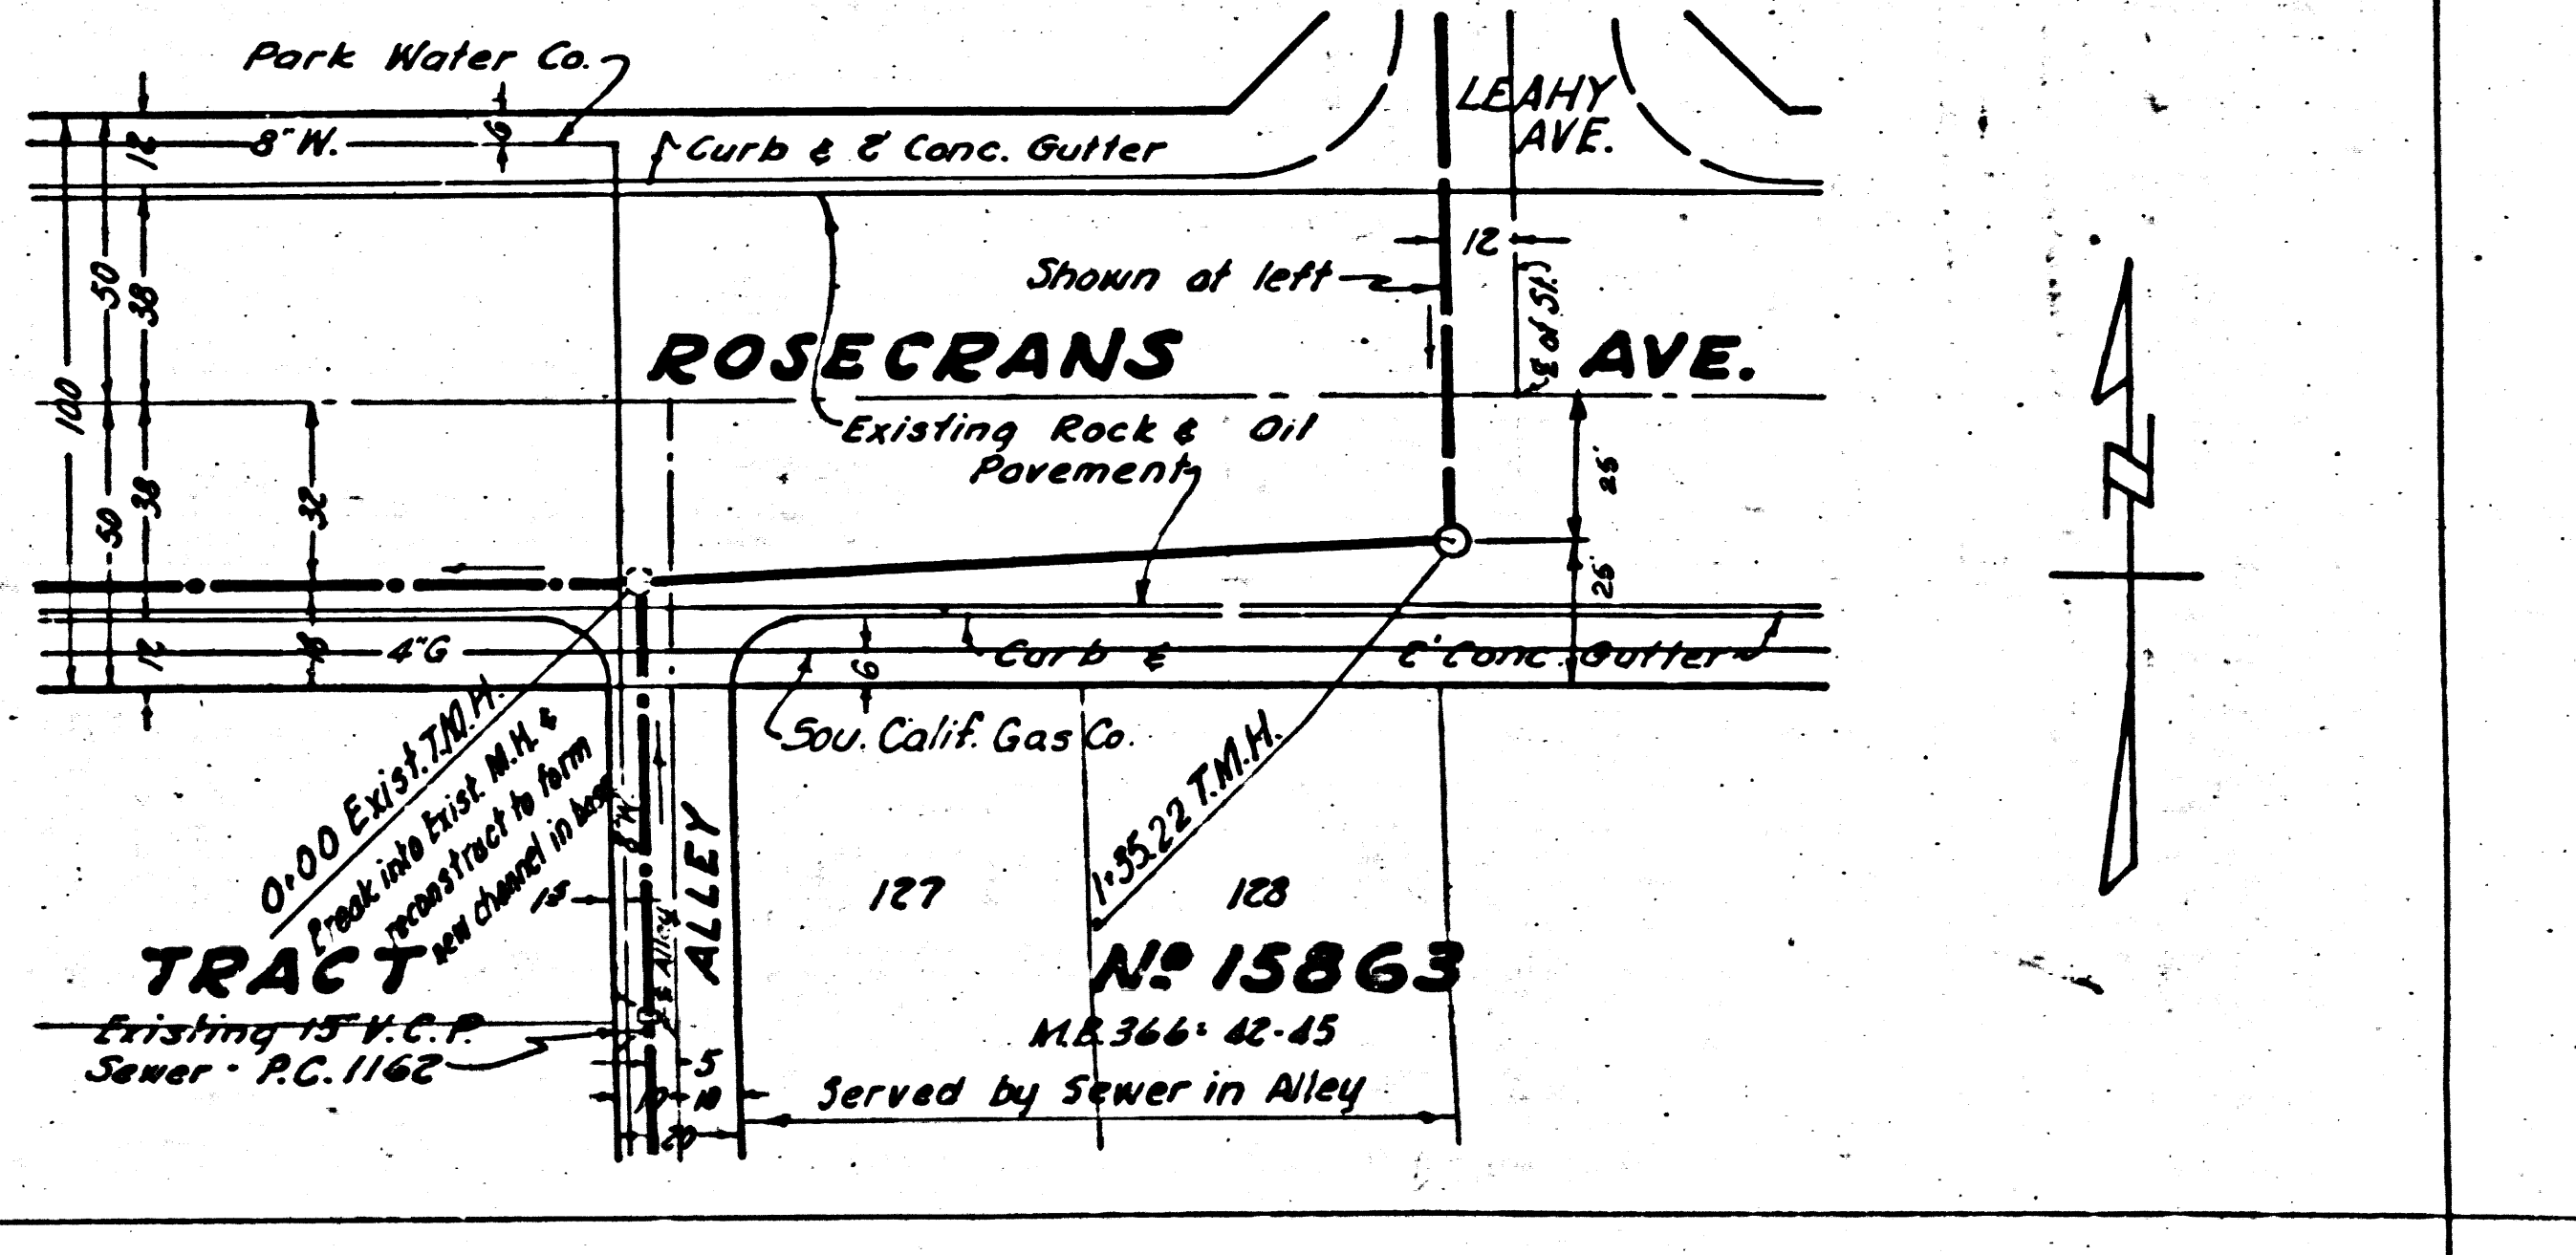 Park Water Co.
LEAHY
AVE.
12
8"W.
6
Curb & 2' Conc. Gutter
12
Shown at left
50
38
℄ of St.
ROSECRANS AVE.
100
Existing Rock & Oil
Pavement
25'
50
38
32
25'
12
18
4"G
6
Curb & 2' Conc. Gutter
Sou. Calif. Gas Co.
0+00 Exist. T.M.H.
Break into Exist. M.H. &
reconstruct to form
new channel in base
8"W.
ALLEY
1+35.22 T.M.H.
15
127
128
℄ Alley
TRACT Nº 15863
Existing 15" V.C.P.
Sewer - P.C. 1162
M.B. 366: 42-45
5
10
10
Served by Sewer in Alley
20
N